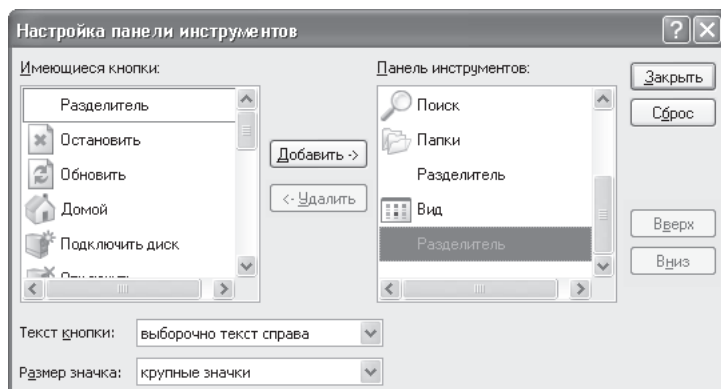 Настройка панели инструментов
Имеющиеся кнопки:
Панель инструментов:
Разделитель
Остановить
Обновить
Домой
Подключить диск
Добавить ->
<- Удалить
Поиск
Папки
Разделитель
Вид
Разделитель
Закрыть
Сброс
Вверх
Вниз
Текст кнопки:
выборочно текст справа
Размер значка:
крупные значки